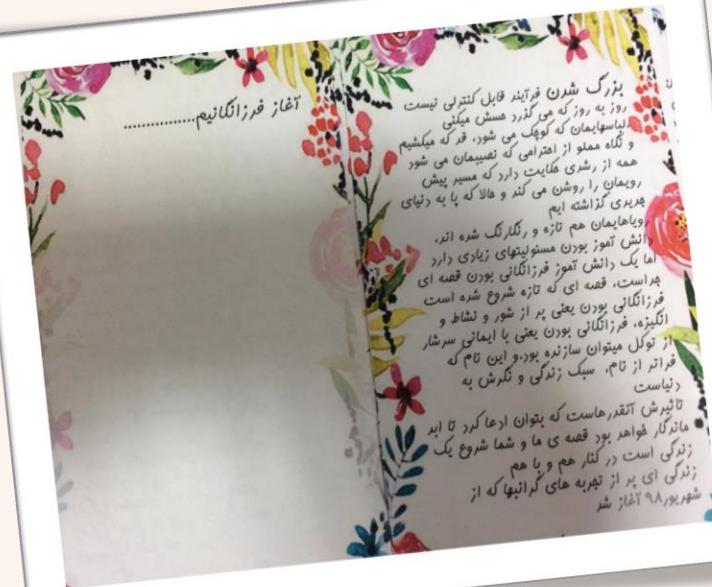 بزرگ شدن فرآیند قابل کنترلی نیست
روز به روز که می گذرد حسش میکنی
لباسهایمان که کوچک می شود، قد که میکشیم
و نگاه مملو از احترامی که نصیبمان می شود
همه از رشدی حکایت دارد که مسیر پیش
رویمان را روشن می کند و حالا که پا به دنیای
جدیدی گذاشته ایم
رویاهایمان هم تازه و رنگارنگ شده اند،
دانش آموز بودن مسئولیتهای زیادی دارد
اما یک دانش آموز فرزانگانی بودن قصه ای
جداست، قصه ای که تازه شروع شده است
فرزانگانی بودن یعنی پر از شور و نشاط و
انگیزه، فرزانگانی بودن یعنی با ایمانی سرشار
از توکل میتوان سازنده بود.و این نام که
فراتر از نام، سبک زندگی و نگرش به
دنیاست
تاثیرش آنقدرهاست که بتوان ادعا کرد تا ابد
ماندگار خواهد بود قصه ی ما و شما شروع یک
زندگی است در کنار هم و با هم
زندگی ای پر از تجربه های گرانبها که از
شهریور۹۸ آغاز شد
آغاز فرزانگانیم...............